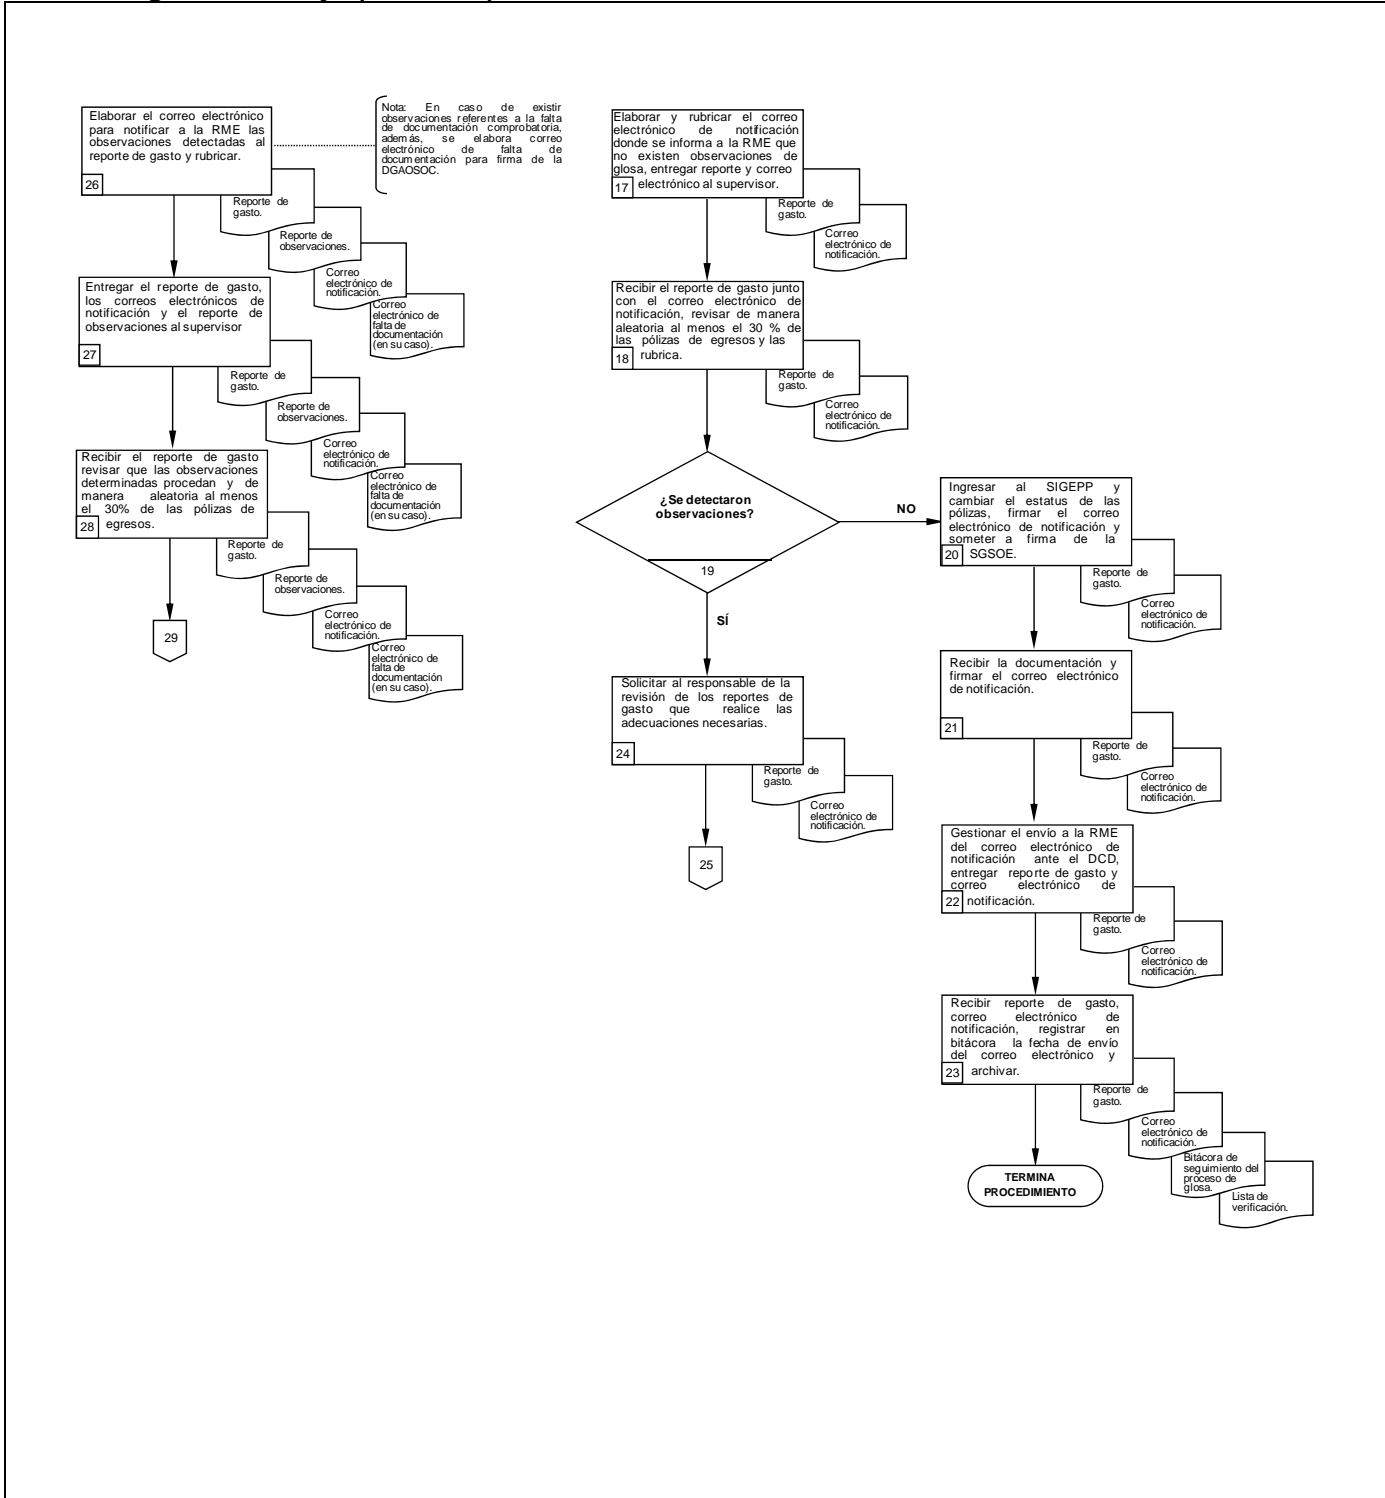 Elaborar el correo electrónico
para notificar a la RME las
observaciones detectadas al
reporte de gasto y rubricar.
26
Nota: En caso de existir
observaciones referentes a la falta
de documentación comprobatoria,
además, se elabora correo
electrónico de falta de
documentación para firma de la
DGAOSOC.
Reporte de
gasto.
Reporte de
observaciones.
Correo
electrónico de
notificación.
Correo
electrónico de
falta de
documentación
(en su caso).
Entregar el reporte de gasto,
los correos electrónicos de
notificación y el reporte de
observaciones al supervisor
27
Reporte de
gasto.
Reporte de
observaciones.
Correo
electrónico de
notificación.
Correo
electrónico de
falta de
documentación
(en su caso).
Recibir el reporte de gasto
revisar que las observaciones
determinadas procedan y de
manera aleatoria al menos
el 30% de las pólizas de
28 egresos.
Reporte de
gasto.
Reporte de
observaciones.
Correo
electrónico de
notificación.
Correo
electrónico de
falta de
documentación
(en su caso).
29
Elaborar y rubricar el correo
electrónico de notificación
donde se informa a la RME que
no existen observaciones de
glosa, entregar reporte y correo
17 electrónico al supervisor.
Reporte de
gasto.
Correo
electrónico de
notificación.
Recibir el reporte de gasto junto
con el correo electrónico de
notificación, revisar de manera
aleatoria al menos el 30 % de
las pólizas de egresos y las
18 rubrica.
Reporte de
gasto.
Correo
electrónico de
notificación.
¿Se detectaron
observaciones?
19
NO
SÍ
Solicitar al responsable de la
revisión de los reportes de
gasto que realice las
adecuaciones necesarias.
24
Reporte de
gasto.
Correo
electrónico de
notificación.
25
Ingresar al SIGEPP y
cambiar el estatus de las
pólizas, firmar el correo
electrónico de notificación y
someter a firma de la
20 SGSOE.
Reporte de
gasto.
Correo
electrónico de
notificación.
Recibir la documentación y
firmar el correo electrónico
de notificación.
21
Reporte de
gasto.
Correo
electrónico de
notificación.
Gestionar el envío a la RME
del correo electrónico de
notificación ante el DCD,
entregar reporte de gasto y
correo electrónico de
22 notificación.
Reporte de
gasto.
Correo
electrónico de
notificación.
Recibir reporte de gasto,
correo electrónico de
notificación, registrar en
bitácora la fecha de envío
del correo electrónico y
23 archivar.
Reporte de
gasto.
Correo
electrónico de
notificación.
Bitácora de
seguimiento del
proceso de
glosa.
Lista de
verificación.
TERMINA
PROCEDIMIENTO